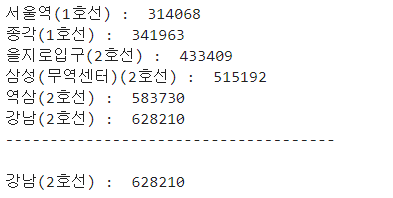 서울역(1호선) :  314068
종각(1호선) :  341963
을지로입구(2호선) :  433409
삼성(무역센터)(2호선) :  515192
역삼(2호선) :  583730
강남(2호선) :  628210
-------------------------------------
강남(2호선) :  628210